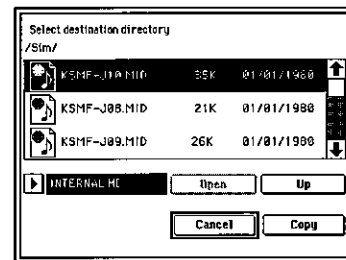 Select destination directory
/Sim/
KSMF-J10.MID 35K 01/01/1980
KSMF-J08.MID 21K 01/01/1980
KSMF-J09.MID 26K 01/01/1980
INTERNAL HD Open Up
Cancel Copy